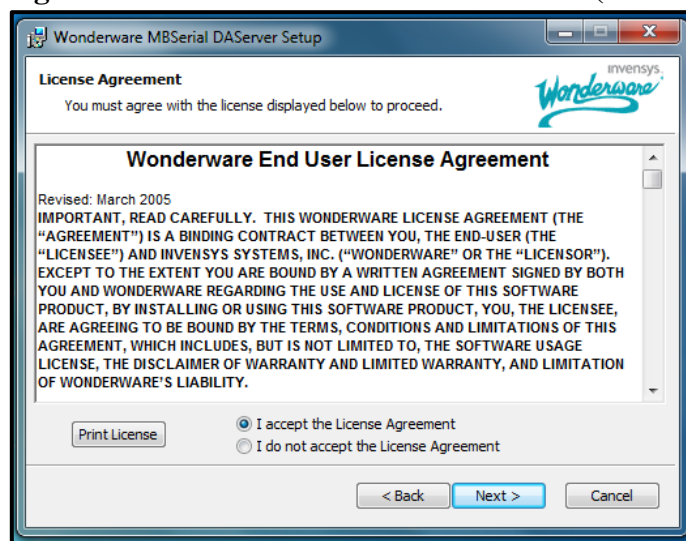 Wonderware MBSerial DAServer Setup
License Agreement
You must agree with the license displayed below to proceed.
invensys.
Wonderware
Wonderware End User License Agreement
Revised: March 2005
IMPORTANT, READ CAREFULLY. THIS WONDERWARE LICENSE AGREEMENT (THE
“AGREEMENT”) IS A BINDING CONTRACT BETWEEN YOU, THE END-USER (THE
“LICENSEE”) AND INVENSYS SYSTEMS, INC. (“WONDERWARE” OR THE “LICENSOR”).
EXCEPT TO THE EXTENT YOU ARE BOUND BY A WRITTEN AGREEMENT SIGNED BY BOTH
YOU AND WONDERWARE REGARDING THE USE AND LICENSE OF THIS SOFTWARE
PRODUCT, BY INSTALLING OR USING THIS SOFTWARE PRODUCT, YOU, THE LICENSEE,
ARE AGREEING TO BE BOUND BY THE TERMS, CONDITIONS AND LIMITATIONS OF THIS
AGREEMENT, WHICH INCLUDES, BUT IS NOT LIMITED TO, THE SOFTWARE USAGE
LICENSE, THE DISCLAIMER OF WARRANTY AND LIMITED WARRANTY, AND LIMITATION
OF WONDERWARE'S LIABILITY.
Print License
I accept the License Agreement
I do not accept the License Agreement
< Back
Next >
Cancel